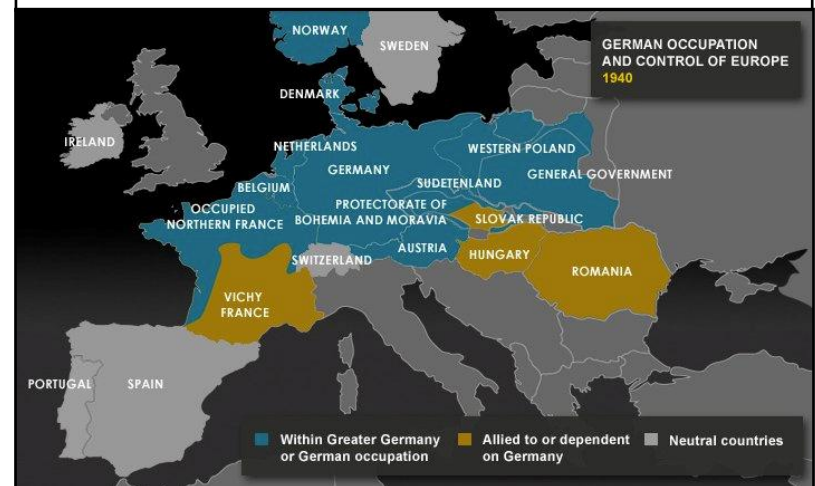 NORWAY
SWEDEN
GERMAN OCCUPATION
AND CONTROL OF EUROPE
1940
DENMARK
IRELAND
NETHERLANDS
WESTERN POLAND
GERMANY
GENERAL GOVERNMENT
SUDETENLAND
BELGIUM
PROTECTORATE OF
BOHEMIA AND MORAVIA
OCCUPIED
NORTHERN FRANCE
SLOVAK REPUBLIC
AUSTRIA
SWITZERLAND
HUNGARY
ROMANIA
VICHY
FRANCE
PORTUGAL
SPAIN
Within Greater Germany
or German occupation
Allied to or dependent
on Germany
Neutral countries